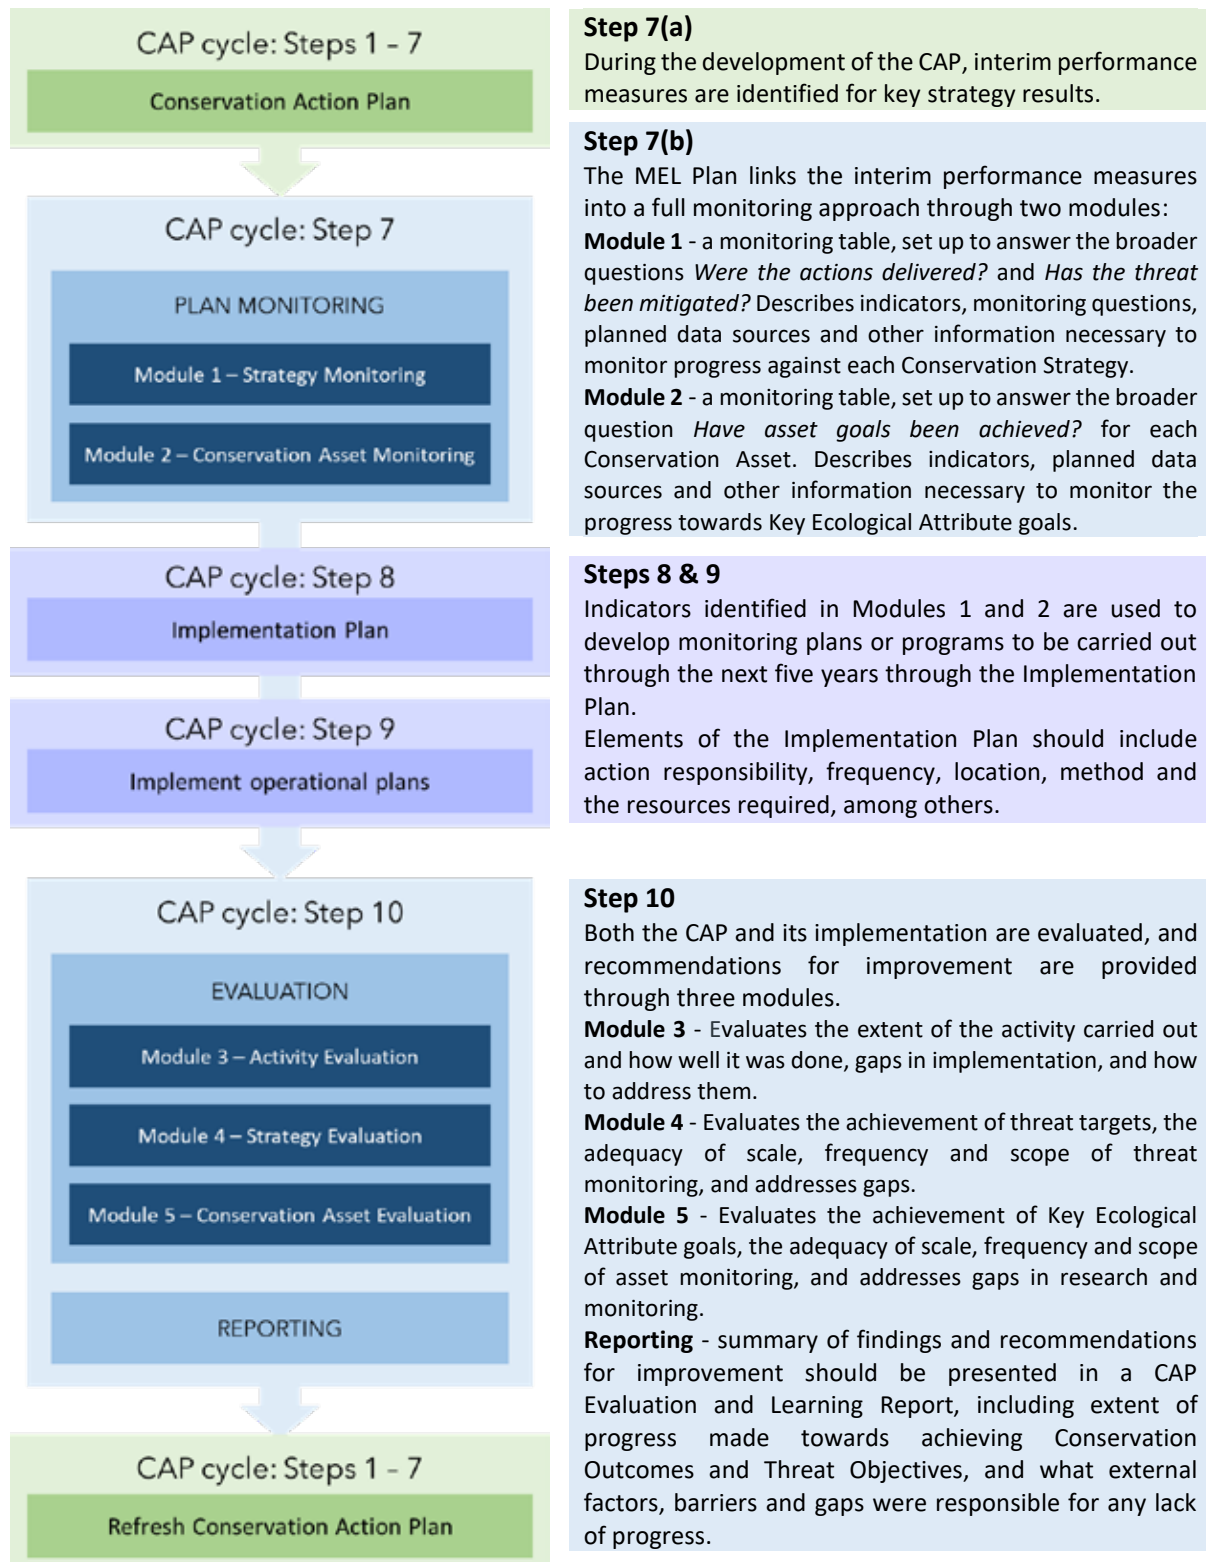 CAP cycle: Steps 1 - 7
Conservation Action Plan
Step 7(a)
During the development of the CAP, interim performance
measures are identified for key strategy results.
CAP cycle: Step 7
PLAN MONITORING
Module 1 – Strategy Monitoring
Module 2 – Conservation Asset Monitoring
Step 7(b)
The MEL Plan links the interim performance measures
into a full monitoring approach through two modules:
Module 1 - a monitoring table, set up to answer the broader
questions Were the actions delivered? and Has the threat
been mitigated? Describes indicators, monitoring questions,
planned data sources and other information necessary to
monitor progress against each Conservation Strategy.
Module 2 - a monitoring table, set up to answer the broader
question Have asset goals been achieved? for each
Conservation Asset. Describes indicators, planned data
sources and other information necessary to monitor the
progress towards Key Ecological Attribute goals.
CAP cycle: Step 8
Implementation Plan
CAP cycle: Step 9
Implement operational plans
Steps 8 & 9
Indicators identified in Modules 1 and 2 are used to
develop monitoring plans or programs to be carried out
through the next five years through the Implementation
Plan.
Elements of the Implementation Plan should include
action responsibility, frequency, location, method and
the resources required, among others.
CAP cycle: Step 10
EVALUATION
Module 3 – Activity Evaluation
Module 4 – Strategy Evaluation
Module 5 – Conservation Asset Evaluation
REPORTING
Step 10
Both the CAP and its implementation are evaluated, and
recommendations for improvement are provided
through three modules.
Module 3 - Evaluates the extent of the activity carried out
and how well it was done, gaps in implementation, and how
to address them.
Module 4 - Evaluates the achievement of threat targets, the
adequacy of scale, frequency and scope of threat
monitoring, and addresses gaps.
Module 5 - Evaluates the achievement of Key Ecological
Attribute goals, the adequacy of scale, frequency and scope
of asset monitoring, and addresses gaps in research and
monitoring.
Reporting - summary of findings and recommendations
for improvement should be presented in a CAP
Evaluation and Learning Report, including extent of
progress made towards achieving Conservation
Outcomes and Threat Objectives, and what external
factors, barriers and gaps were responsible for any lack
of progress.
CAP cycle: Steps 1 - 7
Refresh Conservation Action Plan